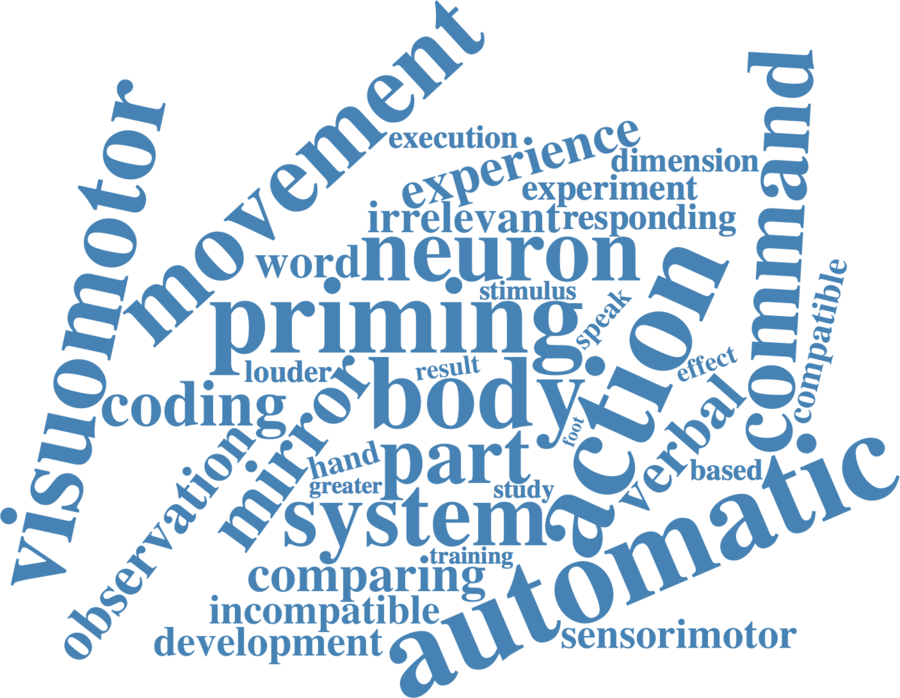 movement
visuomotor
command
execution
experience
dimension
experiment
irrelevant
responding
word
neuron
action
priming
stimulus
speak
compatible
louder
result
effect
body
mirror
coding
verbal
foot
observation
hand
part
based
automatic
greater
study
system
training
comparing
incompatible
development
sensorimotor